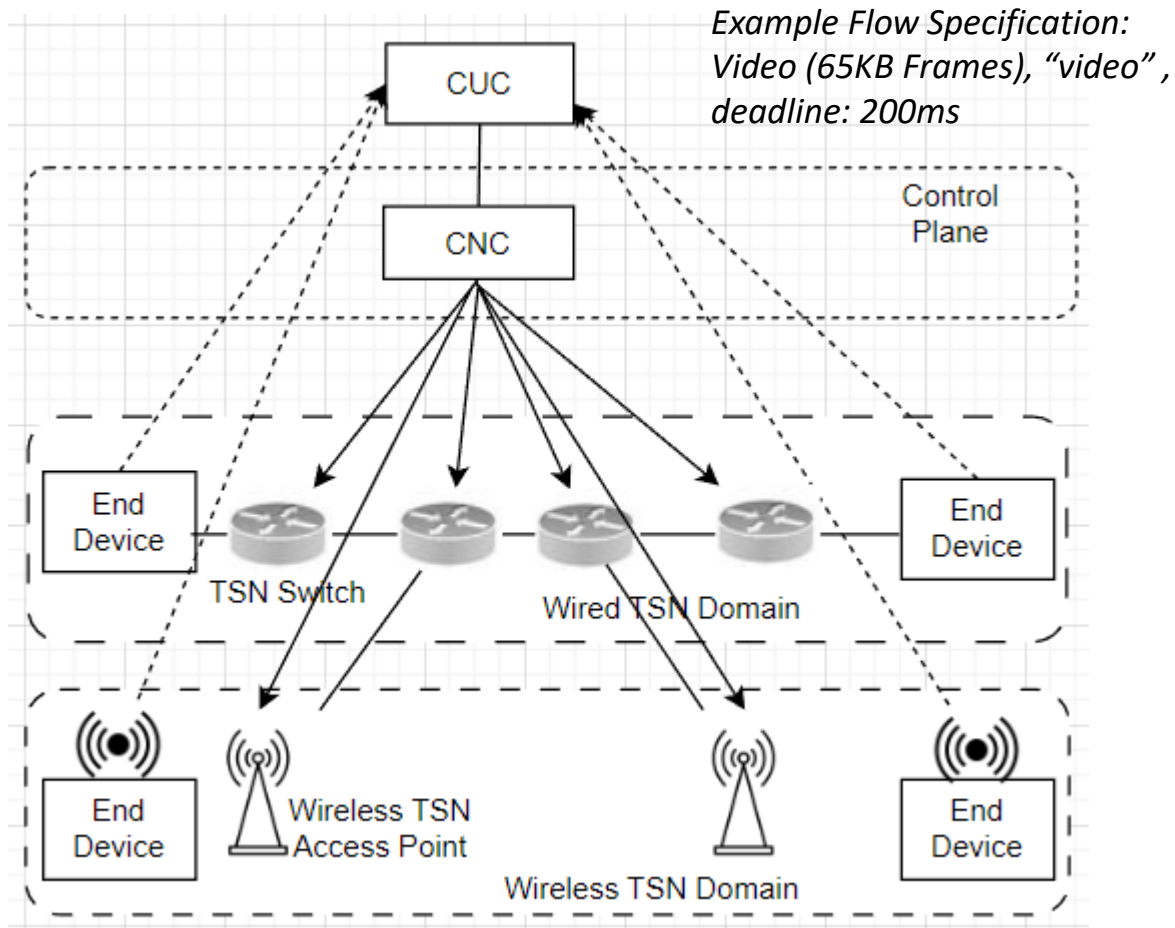 Example Flow Specification:
Video (65KB Frames), “video” ,
deadline: 200ms
CUC
Control
Plane
CNC
End
Device
End
Device
TSN Switch
Wired TSN Domain
End
Device
Wireless TSN
Access Point
End
Device
Wireless TSN Domain